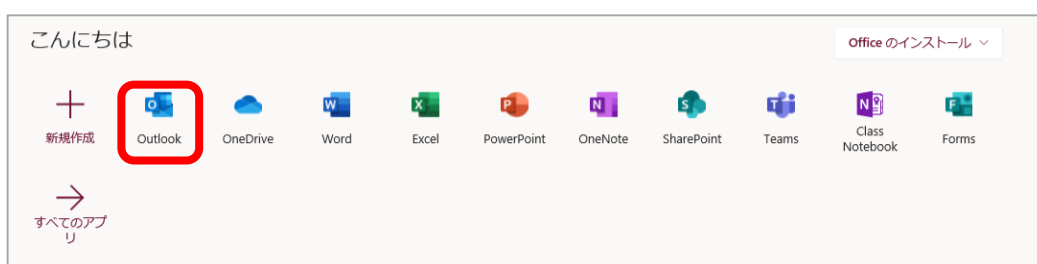 こんにちは
Office のインストール
新規作成
Outlook
OneDrive
Word
Excel
PowerPoint
OneNote
SharePoint
Teams
Class
Notebook
Forms
すべてのアプ
リ